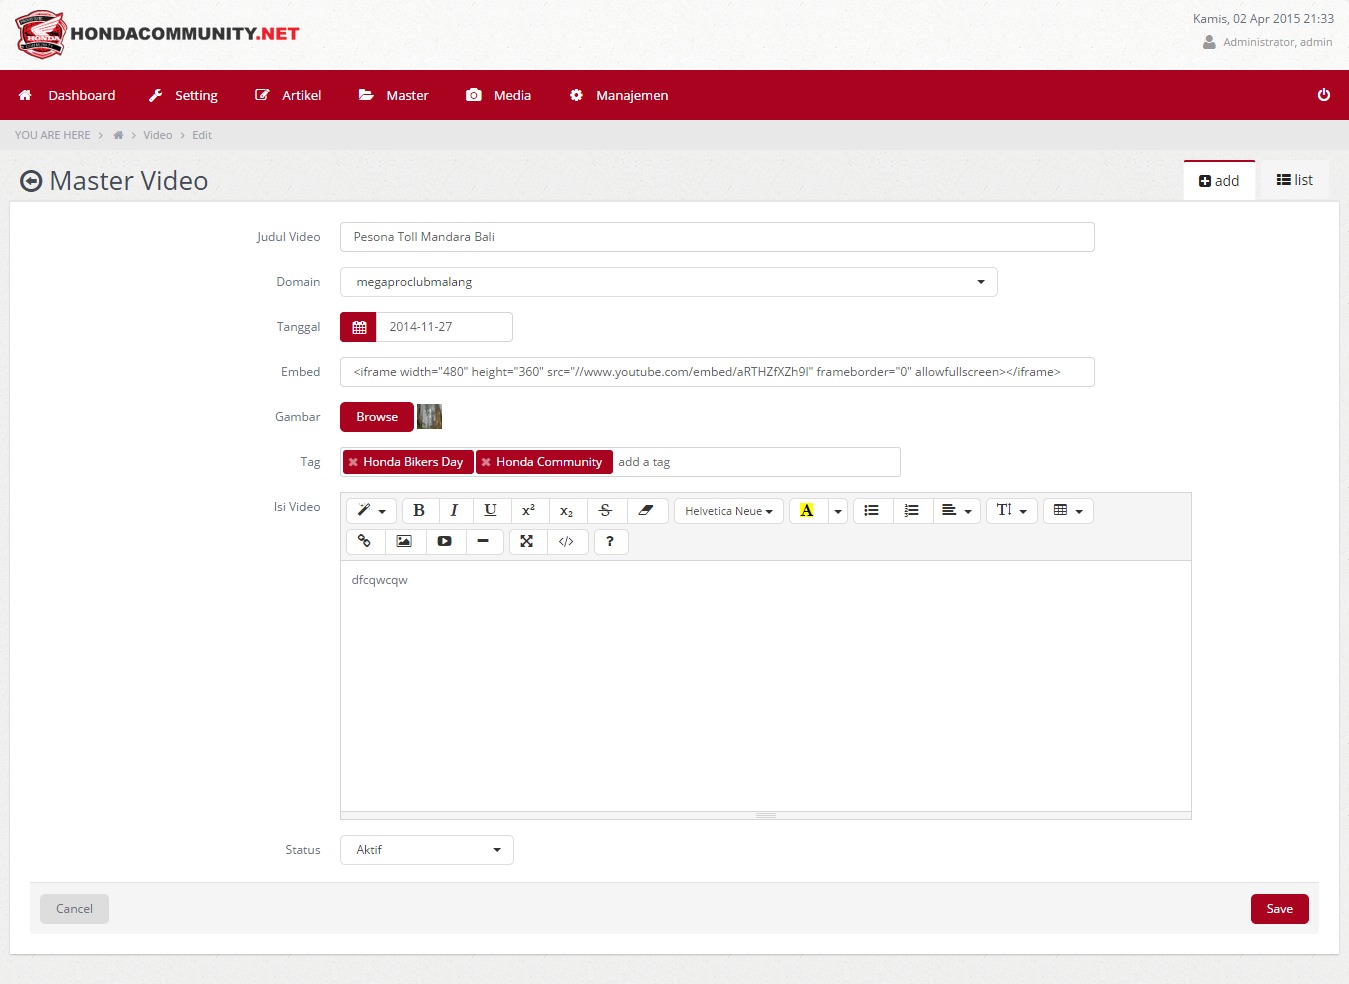 HONDA
HONDACOMMUNITY.NET
Kamis, 02 Apr 2015 21:33
Administrator, admin
Dashboard Setting Artikel Master Media Manajemen
YOU ARE HERE > > Video > Edit
Master Video
add list
Judul Video Pesona Toll Mandara Bali
Domain megaproclubmalang
Tanggal 2014-11-27
Embed <iframe width="480" height="360" src="//www.youtube.com/embed/aRTHZfXZh9I" frameborder="0" allowfullscreen></iframe>
Gambar Browse
Tag Honda Bikers Day Honda Community add a tag
Isi Video
B I U x² x₂ S Helvetica Neue A T
</> ?
dfcqwcqw
Status Aktif
Cancel Save